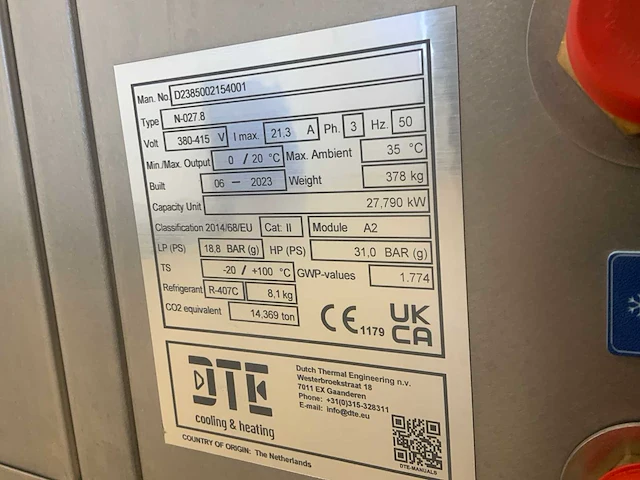 Man. No D2385002154001
Type N-027.8
Volt 380-415 V I max. 21,3 A Ph. 3 Hz. 50
Min./Max. Output 0 / 20 °C Max. Ambient 35 °C
Built 06 – 2023 Weight 378 kg
Capacity Unit 27,790 kW
Classification 2014/68/EU Cat: II Module A2
LP (PS) 18,8 BAR (g) HP (PS) 31,0 BAR (g)
TS -20 / +100 °C GWP-values 1.774
Refrigerant R-407C 8,1 kg
CO2 equivalent 14,369 ton
CE 1179 UK
CA
DTE
cooling & heating
Dutch Thermal Engineering n.v.
Westerbroekstraat 18
7011 EX Gaanderen
Phone: +31(0)315-328311
E-mail: info@dte.eu
DTE-MANUALS
COUNTRY OF ORIGIN: The Netherlands